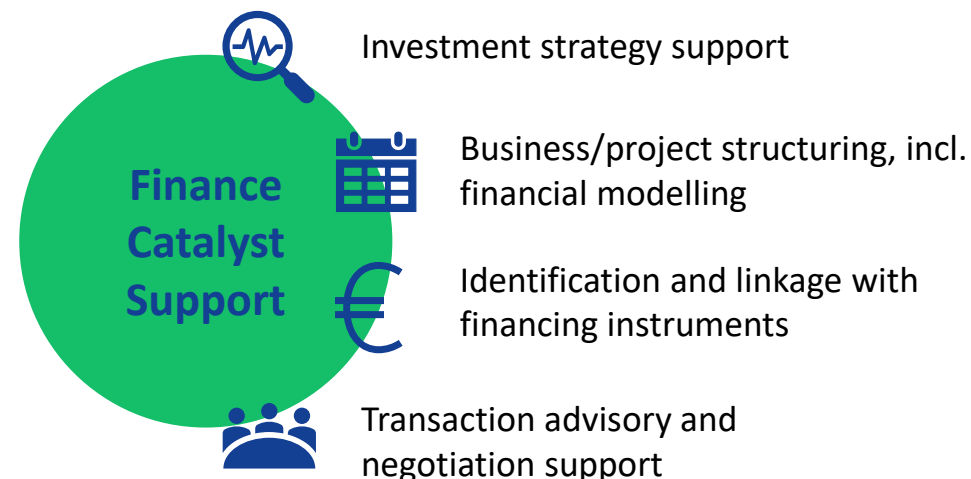 Investment strategy support
Business/project structuring, incl.
financial modelling
Finance
Catalyst
Support
Identification and linkage with
financing instruments
Transaction advisory and
negotiation support